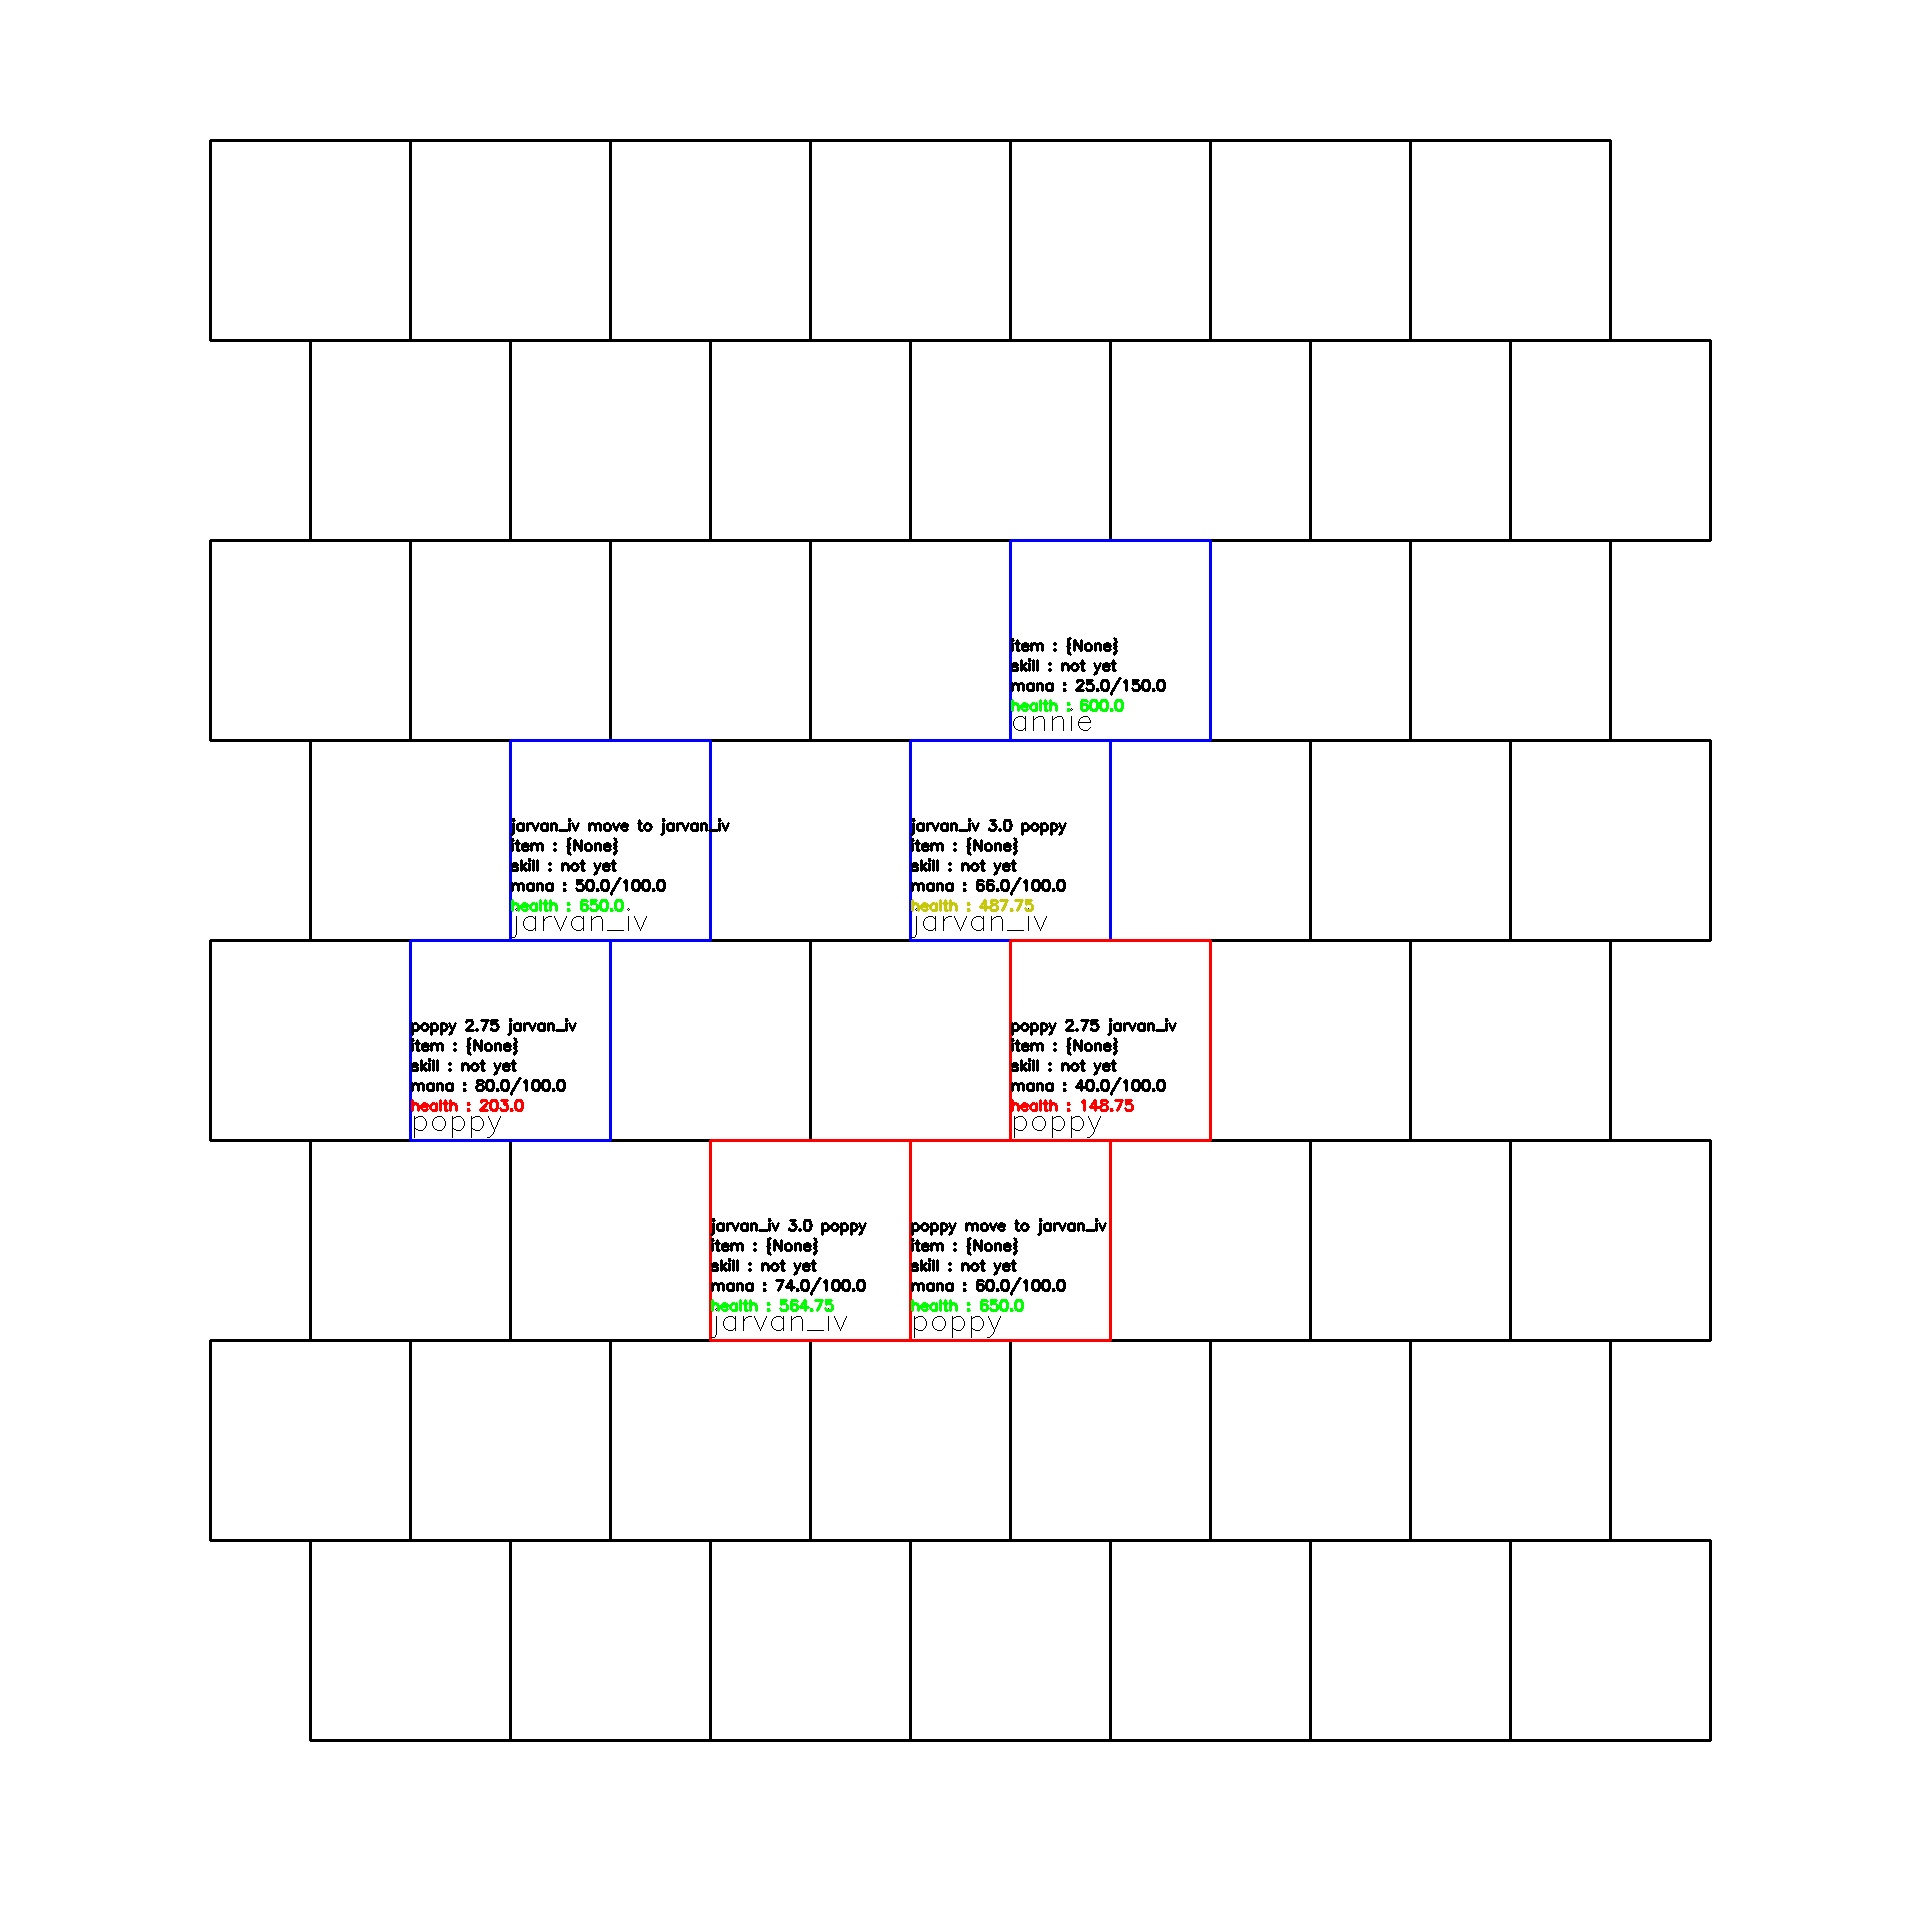 item : {None}
skill : not yet
mana : 25.0/150.0
health : 600.0
annie
jarvan_iv move to jarvan_iv
item : {None}
skill : not yet
mana : 50.0/100.0
health : 650.0
jarvan_iv
jarvan_iv 3.0 poppy
item : {None}
skill : not yet
mana : 66.0/100.0
health : 487.75
jarvan_iv
poppy 2.75 jarvan_iv
item : {None}
skill : not yet
mana : 80.0/100.0
health : 203.0
poppy
poppy 2.75 jarvan_iv
item : {None}
skill : not yet
mana : 40.0/100.0
health : 148.75
poppy
jarvan_iv 3.0 poppy
item : {None}
skill : not yet
mana : 74.0/100.0
health : 564.75
jarvan_iv
poppy move to jarvan_iv
item : {None}
skill : not yet
mana : 60.0/100.0
health : 650.0
poppy